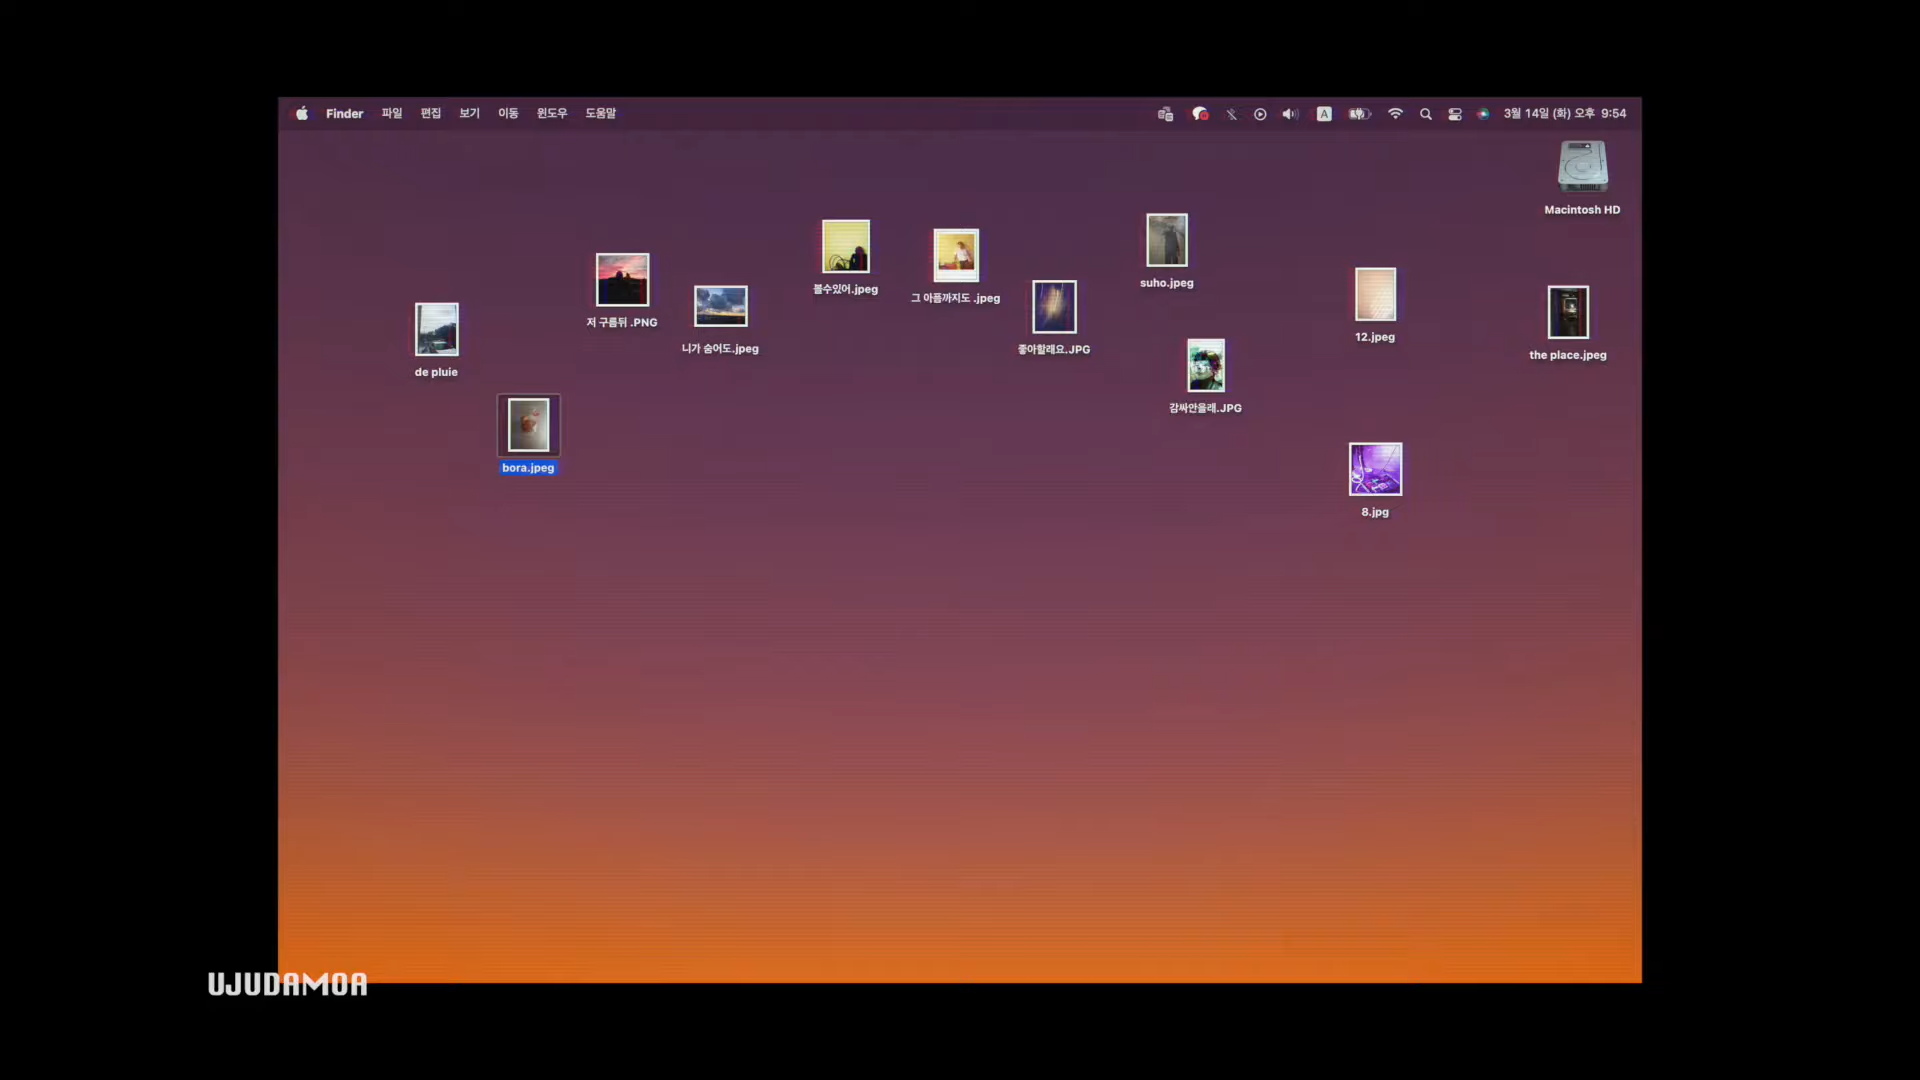 Finder 파일 편집 보기 이동 윈도우 도움말 A 3월 14일 (화) 오후 9:54
Macintosh HD
suho.jpeg
볼수있어.jpeg
그 아픔까지도 .jpeg
저 구름뒤 .PNG
12.jpeg
니가 숨어도.jpeg
좋아할래요.JPG
the place.jpeg
de pluie
감싸안을래.JPG
bora.jpeg
8.jpg
UJUDAMOA